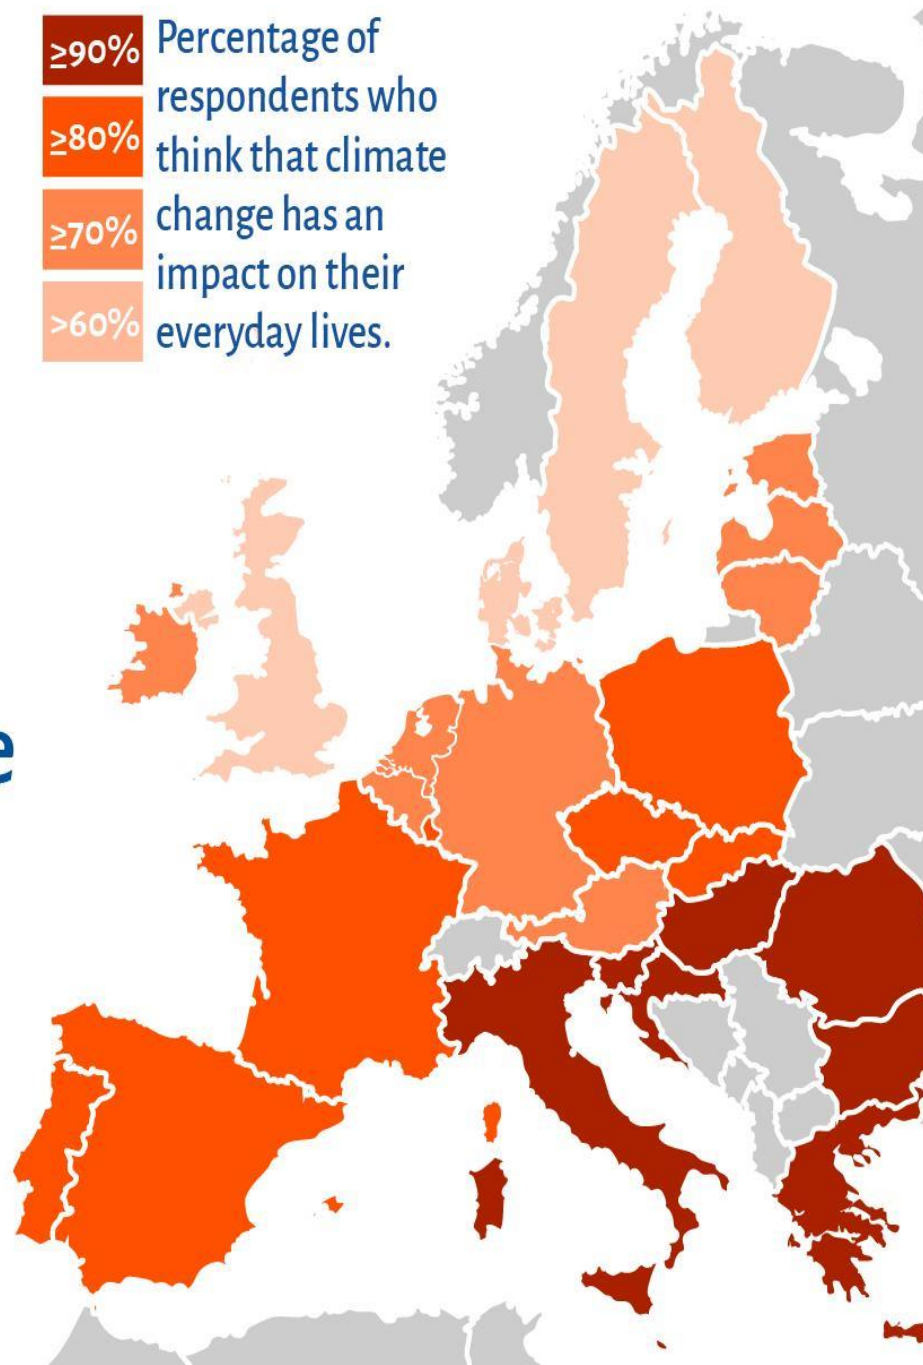 ≥90%
≥80%
≥70%
>60%
Percentage of
respondents who
think that climate
change has an
impact on their
everyday lives.
e